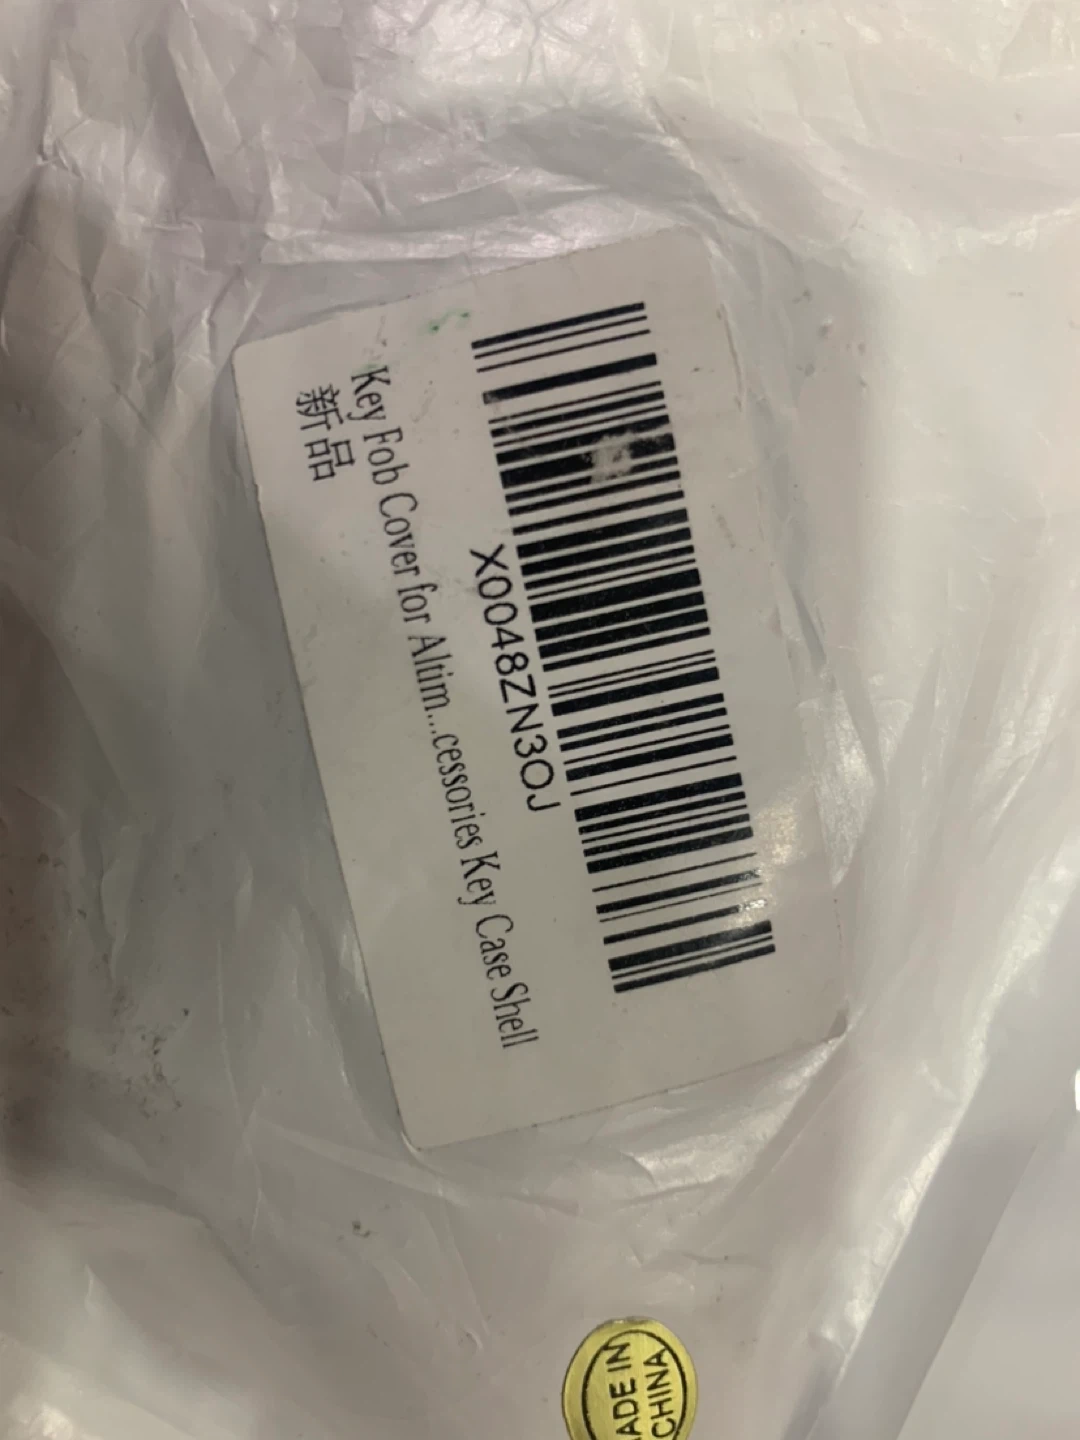 X0048ZN3OJ
Key Fob Cover for Altim...cessories Key Case Shell
新品
MADE IN
CHINA